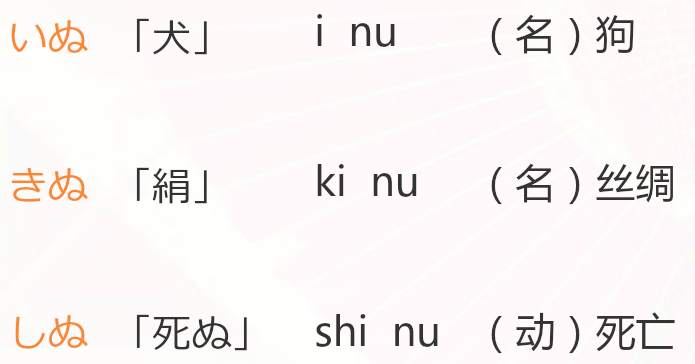 いぬ 「犬」 i nu （名）狗
きぬ 「絹」 ki nu （名）丝绸
しぬ 「死ぬ」 shi nu （动）死亡